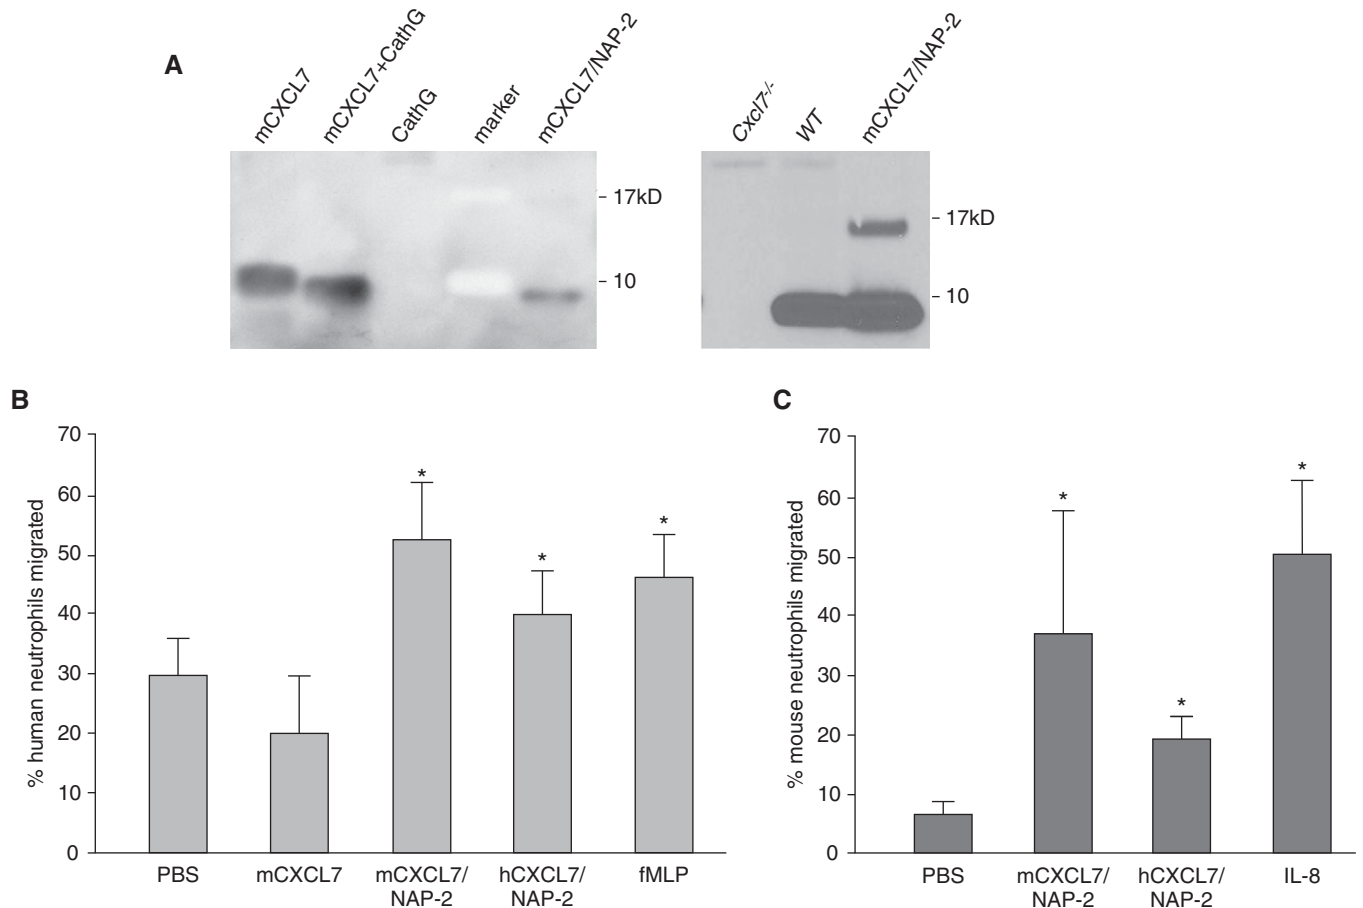 A
mCXCL7
mCXCL7+CathG
CathG
marker
mCXCL7/NAP-2
17kD
10
Cxcl7-/-
WT
mCXCL7/NAP-2
17kD
10
B
% human neutrophils migrated
70
60
50
40
30
20
10
0
*
*
*
PBS
mCXCL7
mCXCL7/
NAP-2
hCXCL7/
NAP-2
fMLP
C
% mouse neutrophils migrated
70
60
50
40
30
20
10
0
*
*
*
PBS
mCXCL7/
NAP-2
hCXCL7/
NAP-2
IL-8